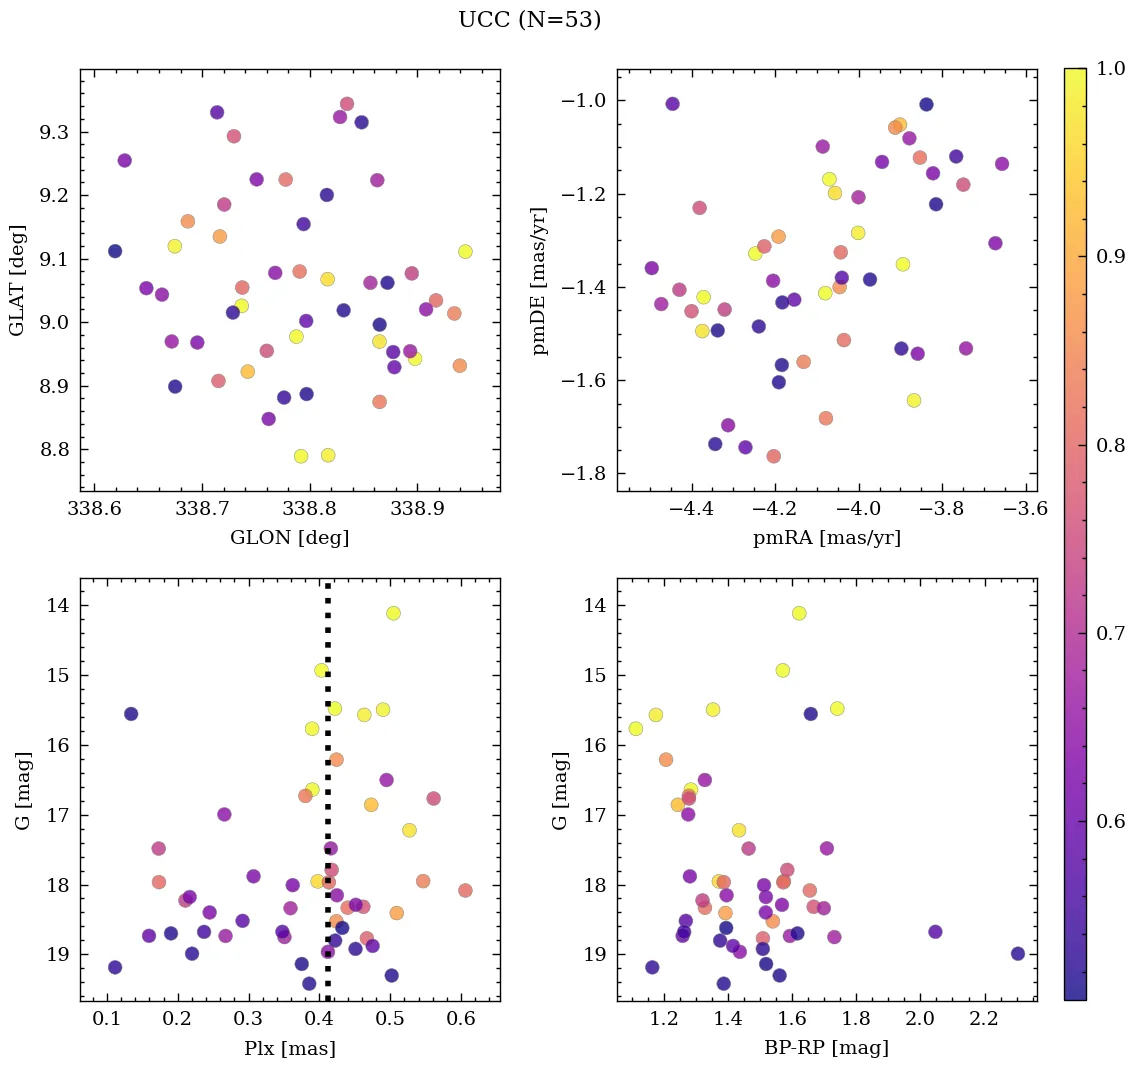 UCC (N=53)
9.3
9.2
9.1
9.0
8.9
8.8
GLAT [deg]
338.6 338.7 338.8 338.9
GLON [deg]
−1.0
−1.2
−1.4
−1.6
−1.8
pmDE [mas/yr]
−4.4 −4.2 −4.0 −3.8 −3.6
pmRA [mas/yr]
14
15
16
17
18
19
G [mag]
0.1 0.2 0.3 0.4 0.5 0.6
Plx [mas]
14
15
16
17
18
19
G [mag]
1.2 1.4 1.6 1.8 2.0 2.2
BP-RP [mag]
1.0
0.9
0.8
0.7
0.6